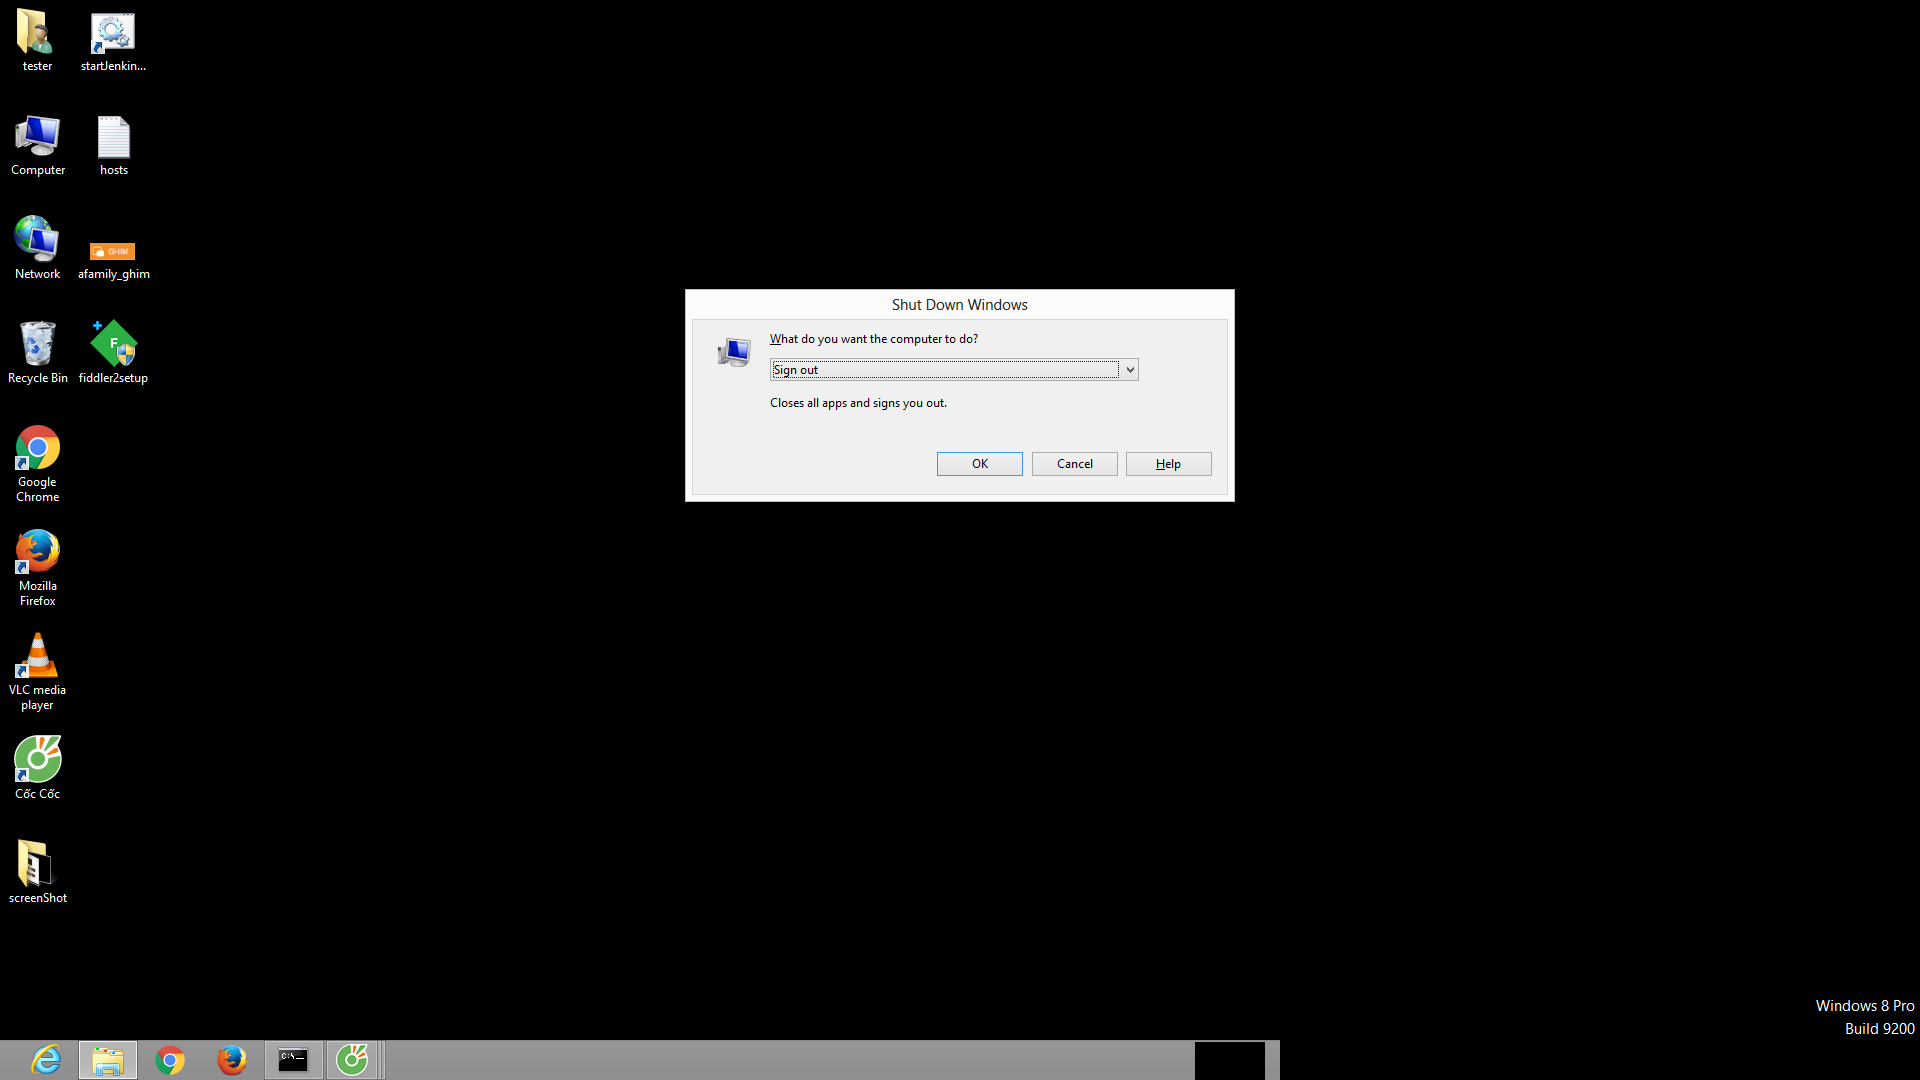 tester
startJenkin...
Computer
hosts
Network
GHIM
afamily_ghim
Recycle Bin
F
fiddler2setup
Google
Chrome
Mozilla
Firefox
VLC media
player
Cốc Cốc
screenShot
Shut Down Windows
What do you want the computer to do?
Sign out
Closes all apps and signs you out.
OK
Cancel
Help
Windows 8 Pro
Build 9200
C:\._